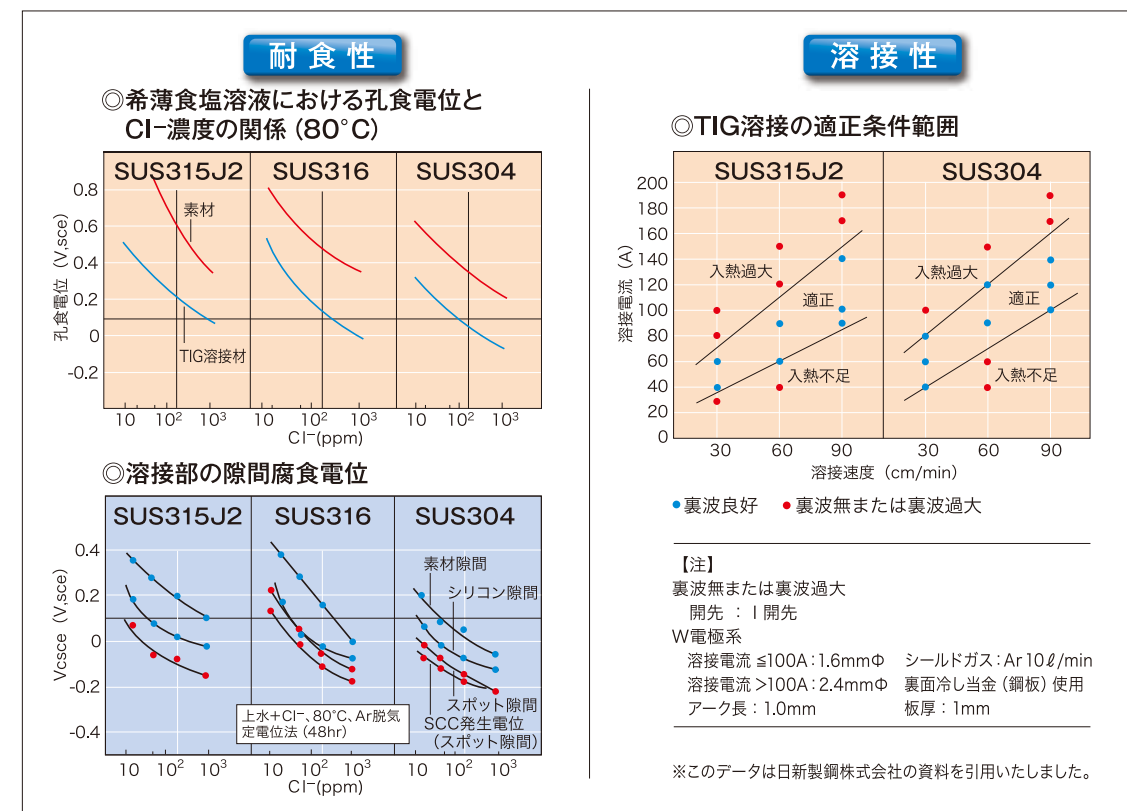 耐食性
◎希薄食塩溶液における孔食電位と
Cl⁻濃度の関係（80°C）
SUS315J2
SUS316
SUS304
孔食電位（V,sce）
0.8
0.6
0.4
0.2
0
-0.2
素材
TIG溶接材
10 10² 10³
10 10² 10³
10 10² 10³
Cl⁻(ppm)
◎溶接部の隙間腐食電位
SUS315J2
SUS316
SUS304
Vcsce（V,sce）
0.4
0.2
0
-0.2
-0.4
素材隙間
シリコン隙間
スポット隙間
SCC発生電位
（スポット隙間）
上水+Cl⁻、80℃、Ar脱気
定電位法（48hr）
10 10² 10³
10 10² 10³
10 10² 10³
Cl⁻(ppm)
溶接性
◎TIG溶接の適正条件範囲
SUS315J2
SUS304
溶接電流（A）
200
180
160
140
120
100
80
60
40
20
0
入熱過大
適正
入熱不足
入熱過大
適正
入熱不足
30 60 90
30 60 90
溶接速度（cm/min）
●裏波良好 ●裏波無または裏波過大
【注】
裏波無または裏波過大
開先 ： I 開先
W電極系
溶接電流 ≦100A：1.6mmΦ シールドガス：Ar 10ℓ/min
溶接電流 >100A：2.4mmΦ 裏面冷し当金（鋼板）使用
アーク長：1.0mm 板厚：1mm
※このデータは日新製鋼株式会社の資料を引用いたしました。